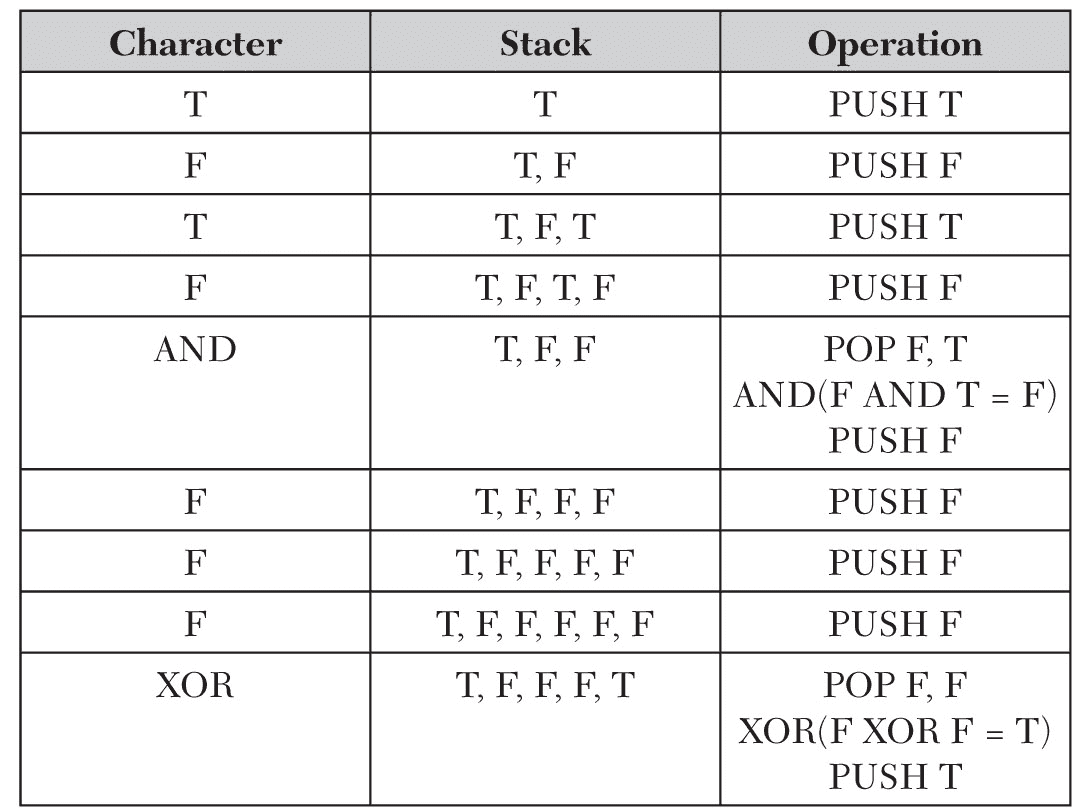 Character Stack Operation
T T PUSH T
F T, F PUSH F
T T, F, T PUSH T
F T, F, T, F PUSH F
AND T, F, F POP F, T
AND(F AND T = F)
PUSH F
F T, F, F, F PUSH F
F T, F, F, F, F PUSH F
F T, F, F, F, F, F PUSH F
XOR T, F, F, F, T POP F, F
XOR(F XOR F = T)
PUSH T